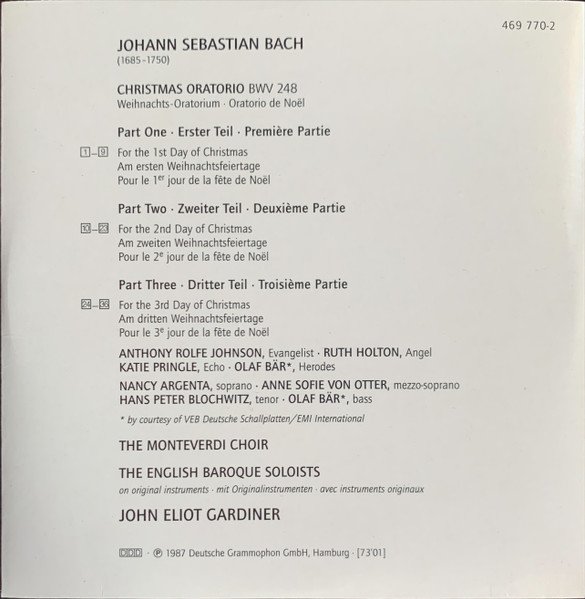 469 770-2
JOHANN SEBASTIAN BACH
(1685–1750)
CHRISTMAS ORATORIO BWV 248
Weihnachts-Oratorium · Oratorio de Noël
Part One · Erster Teil · Première Partie
1–9 For the 1st Day of Christmas
Am ersten Weihnachtsfeiertage
Pour le 1er jour de la fête de Noël
Part Two · Zweiter Teil · Deuxième Partie
10–23 For the 2nd Day of Christmas
Am zweiten Weihnachtsfeiertage
Pour le 2e jour de la fête de Noël
Part Three · Dritter Teil · Troisième Partie
24–36 For the 3rd Day of Christmas
Am dritten Weihnachtsfeiertage
Pour le 3e jour de la fête de Noël
ANTHONY ROLFE JOHNSON, Evangelist · RUTH HOLTON, Angel
KATIE PRINGLE, Echo · OLAF BÄR*, Herodes
NANCY ARGENTA, soprano · ANNE SOFIE VON OTTER, mezzo-soprano
HANS PETER BLOCHWITZ, tenor · OLAF BÄR*, bass
* by courtesy of VEB Deutsche Schallplatten/EMI International
THE MONTEVERDI CHOIR
THE ENGLISH BAROQUE SOLOISTS
on original instruments · mit Originalinstrumenten · avec instruments originaux
JOHN ELIOT GARDINER
DDD · ℗ 1987 Deutsche Grammophon GmbH, Hamburg · [73'01]